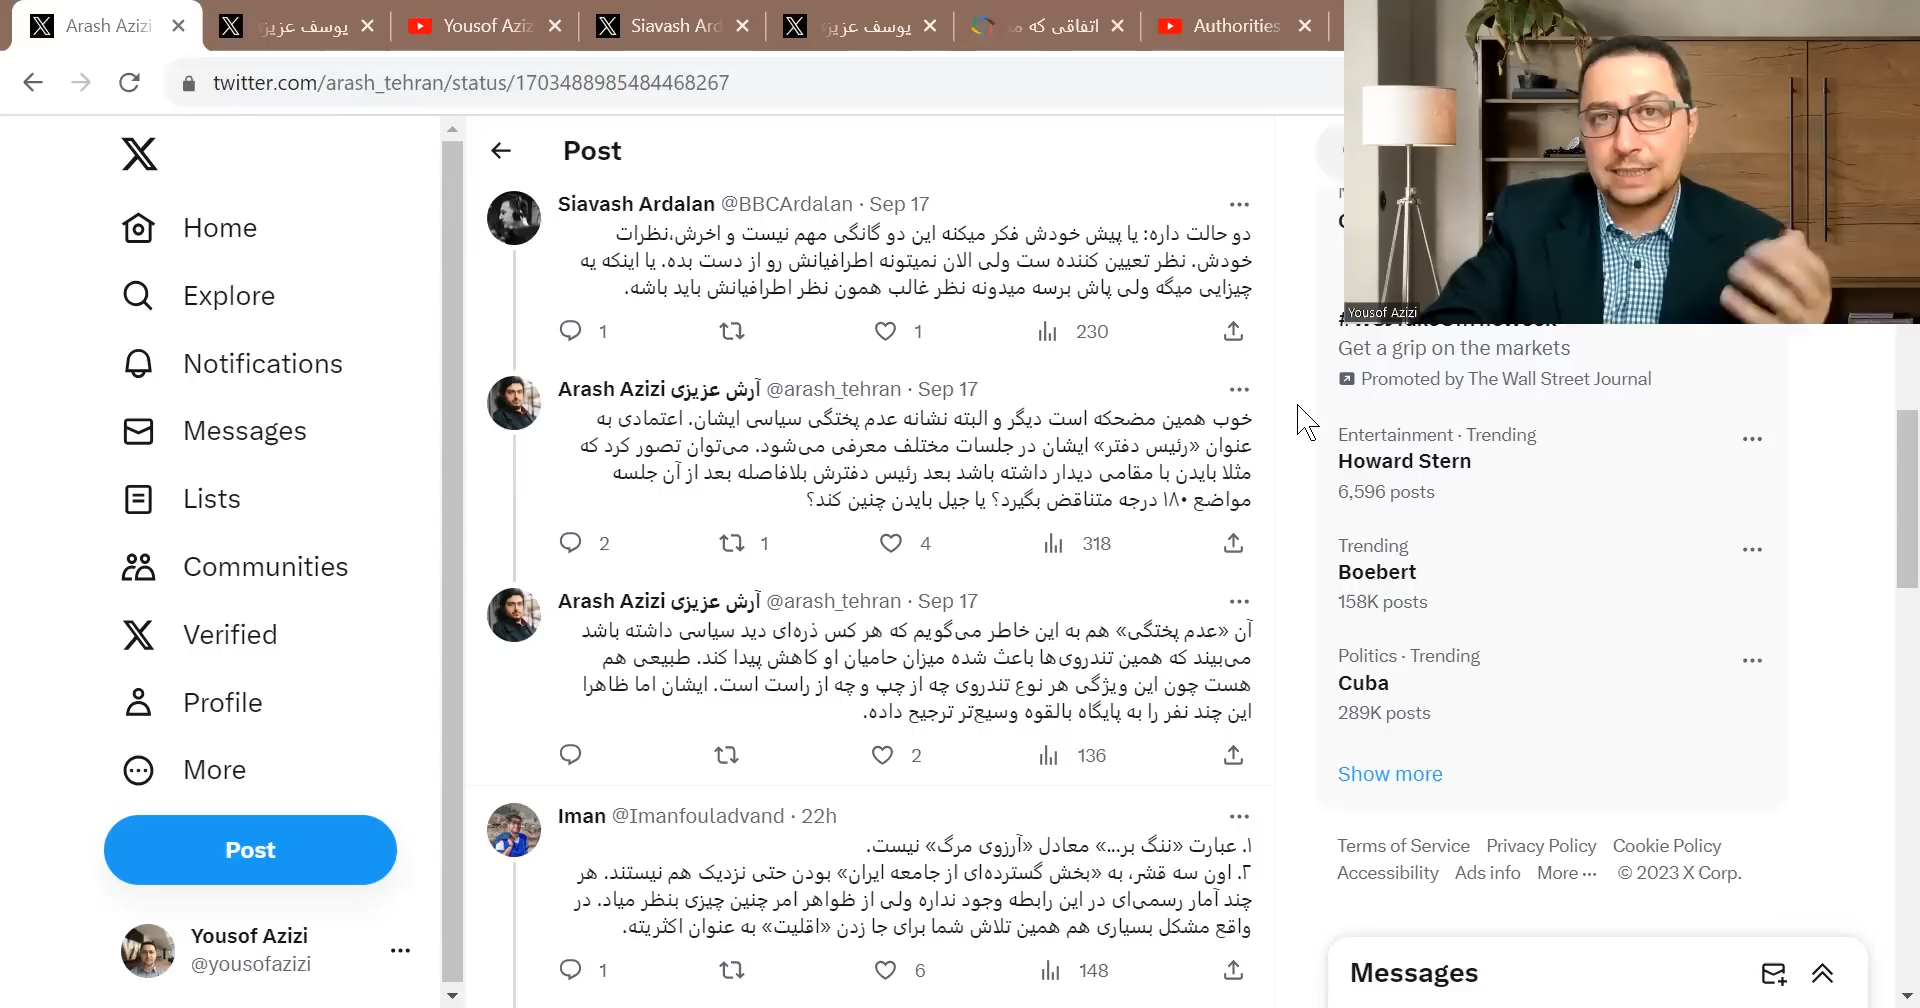 Arash Azizi
یوسف عزیزی
Yousof Aziz
Siavash Ard
یوسف عزیزی
اتفاقی که مه
Authorities
twitter.com/arash_tehran/status/1703488985484468267
Home
Explore
Notifications
Messages
Lists
Communities
Verified
Profile
More
Post
Yousof Azizi
@yousofazizi
Post
Siavash Ardalan @BBCArdalan · Sep 17
دو حالت داره: یا پیش خودش فکر میکنه این دو گانگی مهم نیست و اخرش،نظرات
خودش. نظر تعیین کننده ست ولی الان نمیتونه اطرافیانش رو از دست بده. یا اینکه یه
چیزایی میگه ولی پاش برسه میدونه نظر غالب همون نظر اطرافیانش باید باشه.
1 1 230
Arash Azizi آرش عزیزی @arash_tehran · Sep 17
خوب همین مضحکه است دیگر و البته نشانه عدم پختگی سیاسی ایشان. اعتمادی به
عنوان «رئیس دفتر» ایشان در جلسات مختلف معرفی می‌شود. می‌توان تصور کرد که
مثلا بایدن با مقامی دیدار داشته باشد بعد رئیس دفترش بلافاصله بعد از آن جلسه
مواضع ۱۸۰ درجه متناقض بگیرد؟ یا جیل بایدن چنین کند؟
2 1 4 318
Arash Azizi آرش عزیزی @arash_tehran · Sep 17
آن «عدم پختگی» هم به این خاطر می‌گویم که هر کس ذره‌ای دید سیاسی داشته باشد
می‌بیند که همین تندروی‌ها باعث شده میزان حامیان او کاهش پیدا کند. طبیعی هم
هست چون این ویژگی هر نوع تندروی چه از چپ و چه از راست است. ایشان اما ظاهرا
این چند نفر را به پایگاه بالقوه وسیع‌تر ترجیح داده.
2 136
Iman @Imanfouladvand · 22h
۱. عبارت «ننگ بر...» معادل «آرزوی مرگ» نیست.
۲. اون سه قشر، به «بخش گسترده‌ای از جامعه ایران» بودن حتی نزدیک هم نیستند. هر
چند آمار رسمی‌ای در این رابطه وجود نداره ولی از ظواهر امر چنین چیزی بنظر میاد. در
واقع مشکل بسیاری هم همین تلاش شما برای جا زدن «اقلیت» به عنوان اکثریته.
1 6 148
Yousof Azizi
Get a grip on the markets
Promoted by The Wall Street Journal
Entertainment · Trending
Howard Stern
6,596 posts
Trending
Boebert
158K posts
Politics · Trending
Cuba
289K posts
Show more
Terms of Service Privacy Policy Cookie Policy
Accessibility Ads info More ··· © 2023 X Corp.
Messages